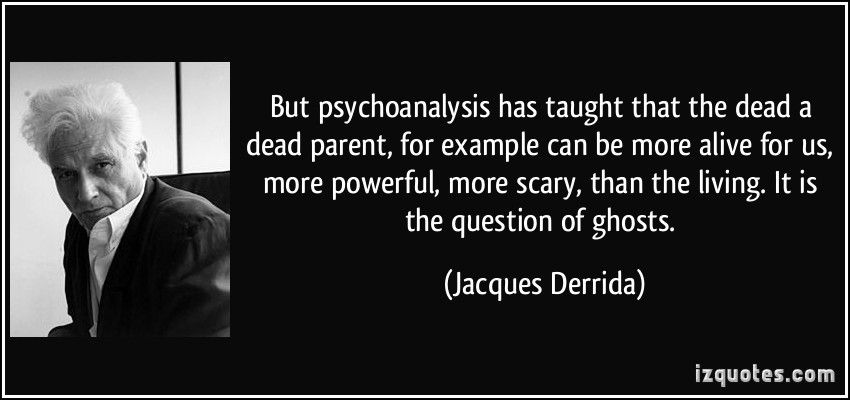 But psychoanalysis has taught that the dead a
dead parent, for example can be more alive for us,
more powerful, more scary, than the living. It is
the question of ghosts.
(Jacques Derrida)
izquotes.com